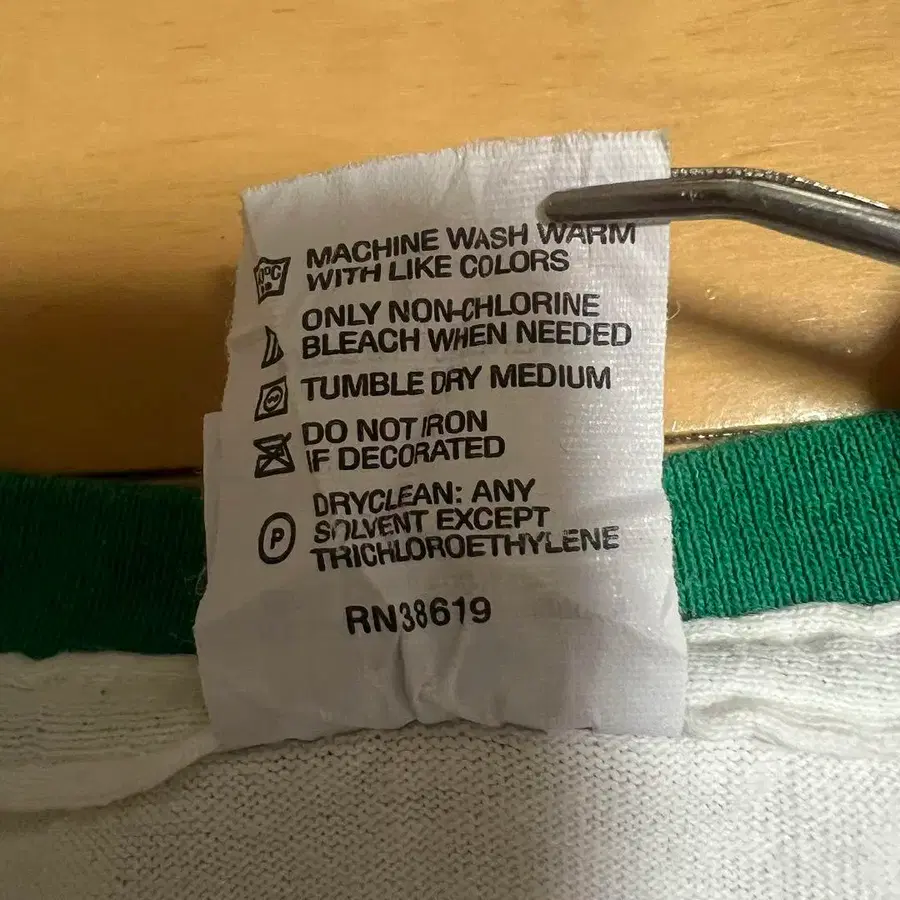 MACHINE WASH WARM
WITH LIKE COLORS
ONLY NON-CHLORINE
BLEACH WHEN NEEDED
TUMBLE DRY MEDIUM
DO NOT IRON
IF DECORATED
DRYCLEAN: ANY
SOLVENT EXCEPT
TRICHLOROETHYLENE
P
RN38619